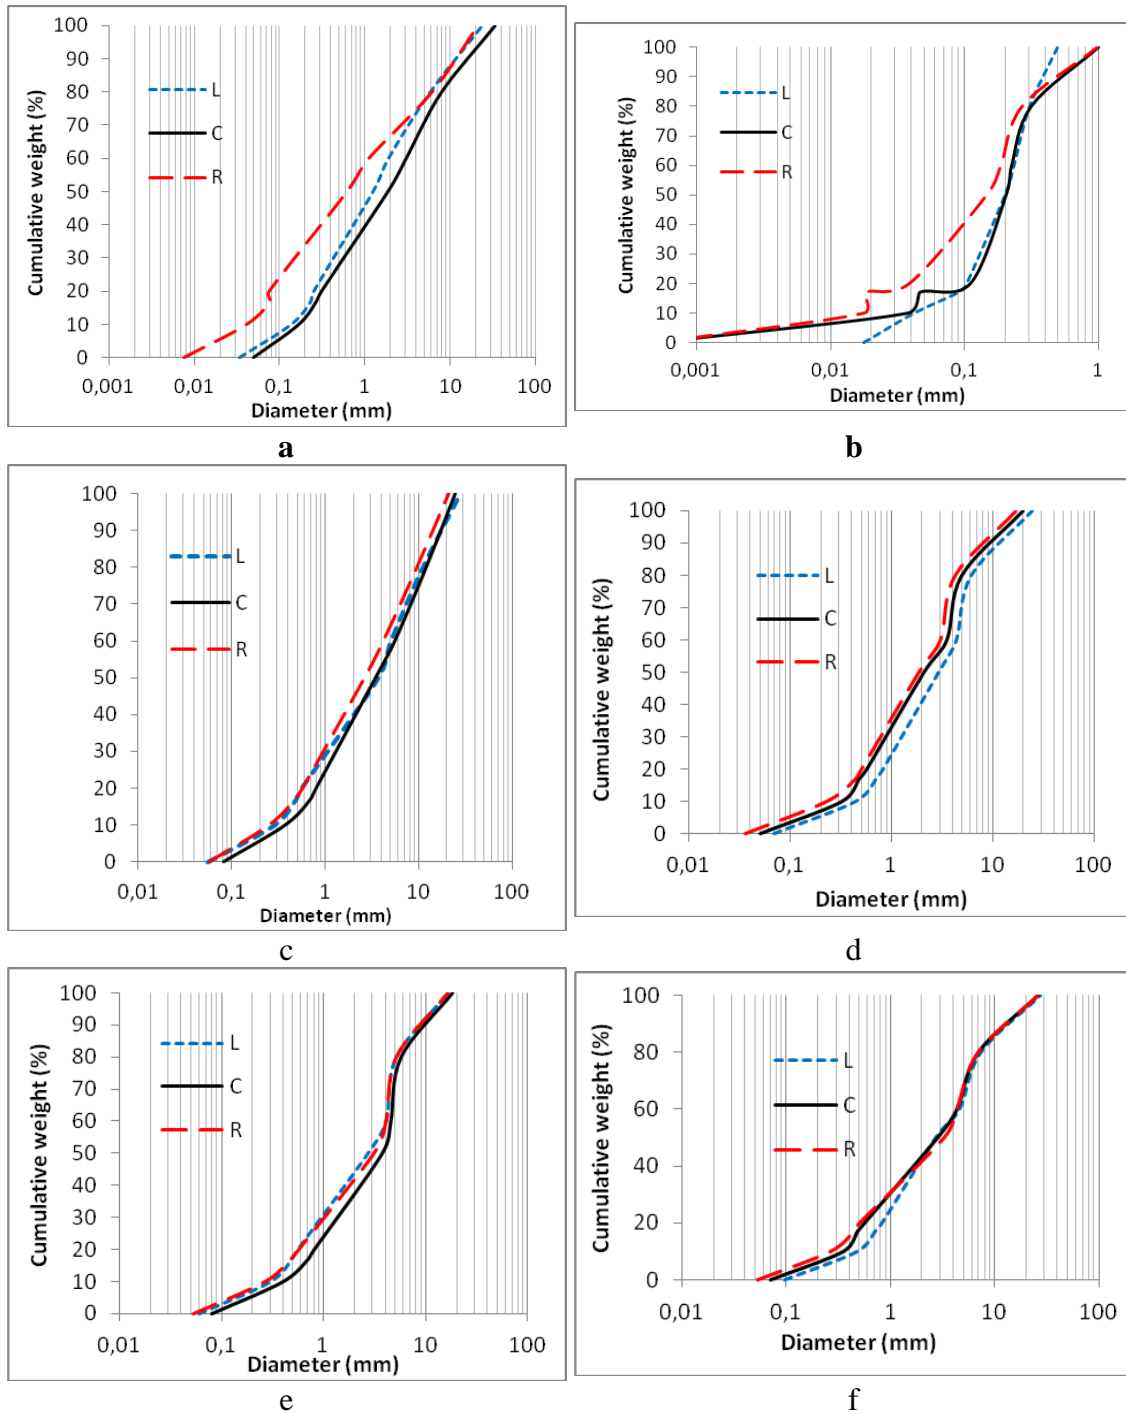 Cumulative weight (%)
100
90
80
70
60
50
40
30
20
10
0
L
C
R
0,001 0,01 0,1 1 10 100
Diameter (mm)
a
Cumulative weight (%)
100
90
80
70
60
50
40
30
20
10
0
L
C
R
0,001 0,01 0,1 1
Diameter (mm)
b
Cumulative weight (%)
100
90
80
70
60
50
40
30
20
10
0
L
C
R
0,01 0,1 1 10 100
Diameter (mm)
c
Cumulative weight (%)
100
90
80
70
60
50
40
30
20
10
0
L
C
R
0,01 0,1 1 10 100
Diameter (mm)
d
Cumulative weight (%)
100
90
80
70
60
50
40
30
20
10
0
L
C
R
0,01 0,1 1 10 100
Diameter (mm)
e
Cumulative weight (%)
100
80
60
40
20
0
L
C
R
0,01 0,1 1 10 100
Diameter (mm)
f